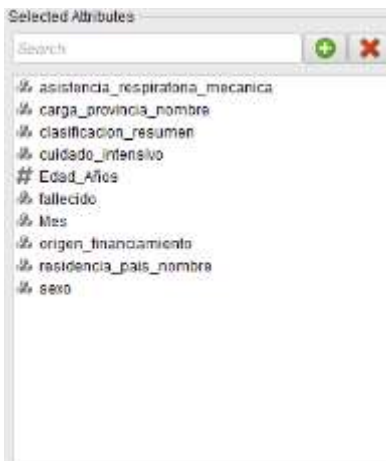 Selected Attributes
Search
asistencia_respiratoria_mecanica
carga_provincia_nombre
clasificacion_resumen
cuidado_intensivo
# Edad_Años
fallecido
Mes
origen_financiamiento
residencia_pais_nombre
sexo